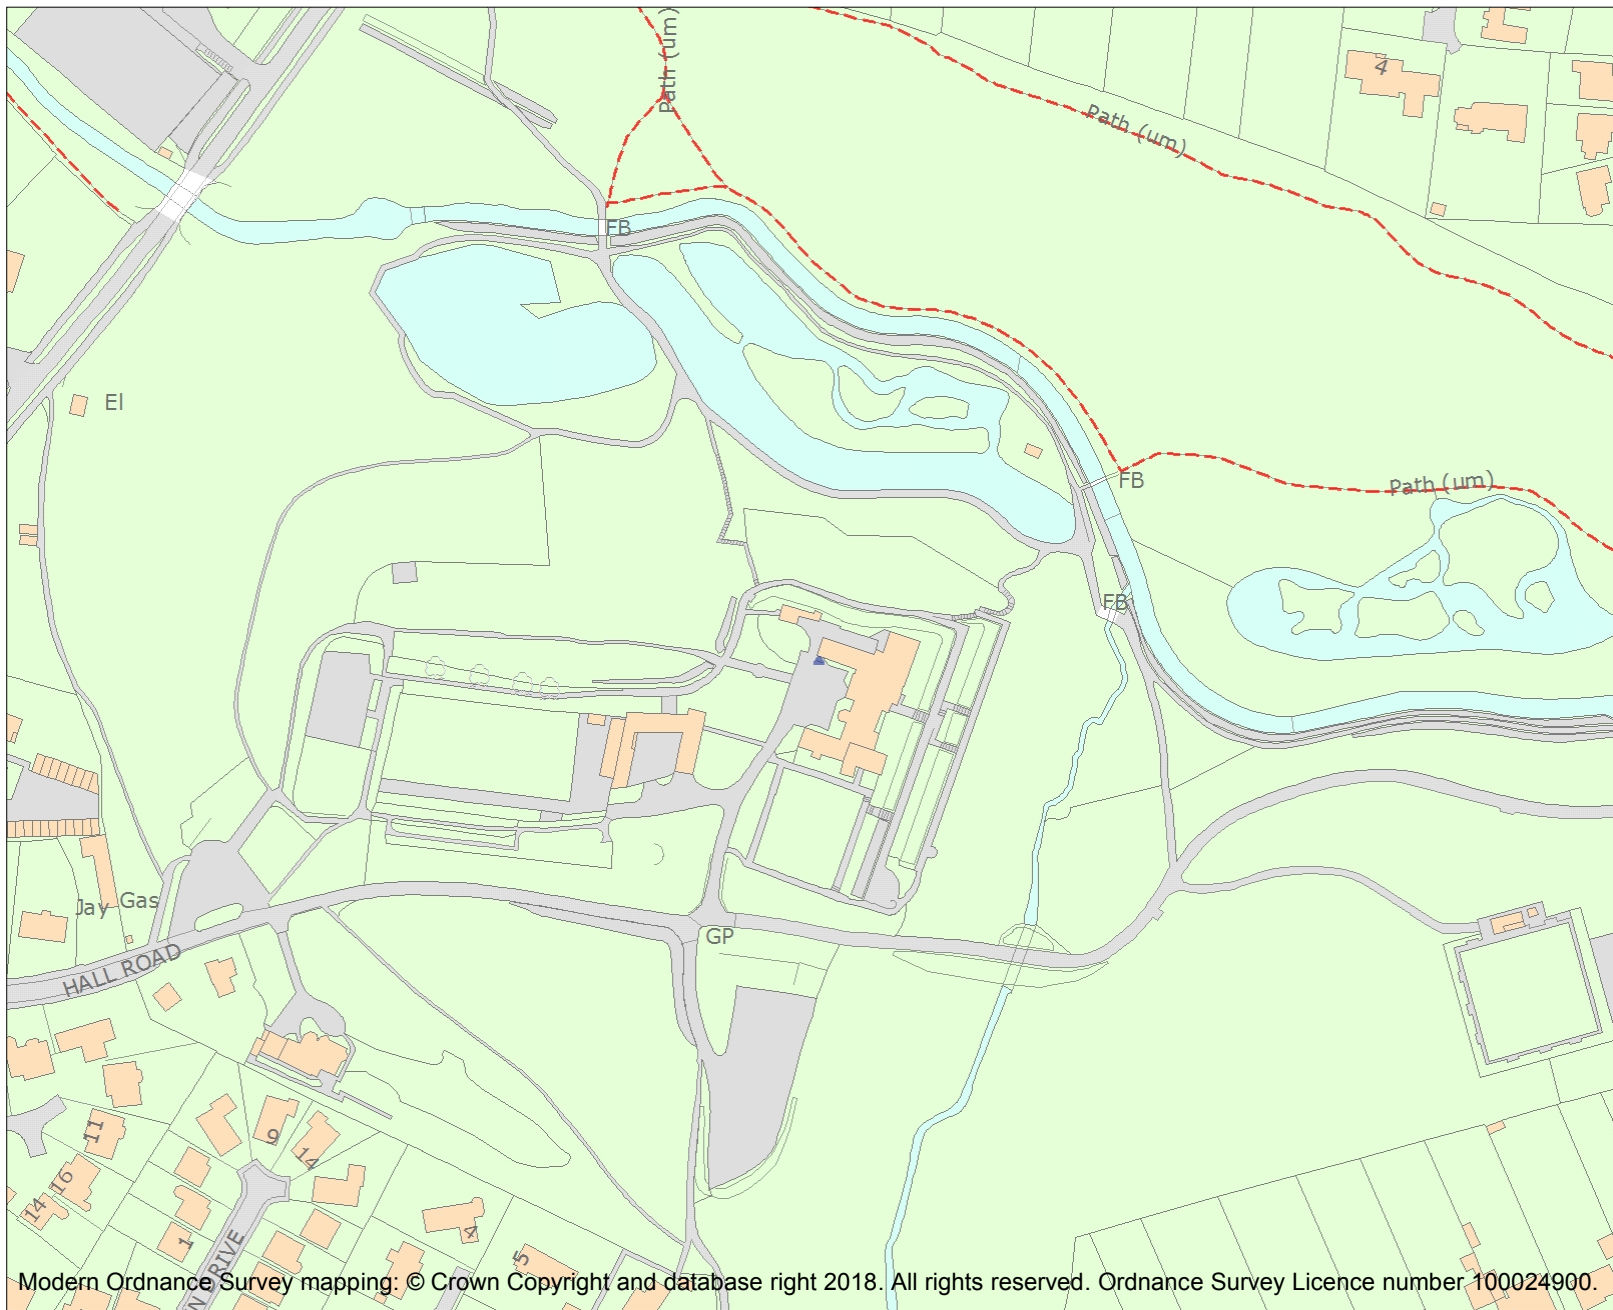 Path (um)
4
Path (um)
FB
El
FB
Path (um)
FB
Jay Gas
HALL ROAD
GP
11
9
14
16
14
1
4
5
N DRIVE
Modern Ordnance Survey mapping: © Crown Copyright and database right 2018. All rights reserved. Ordnance Survey Licence number 100024900.